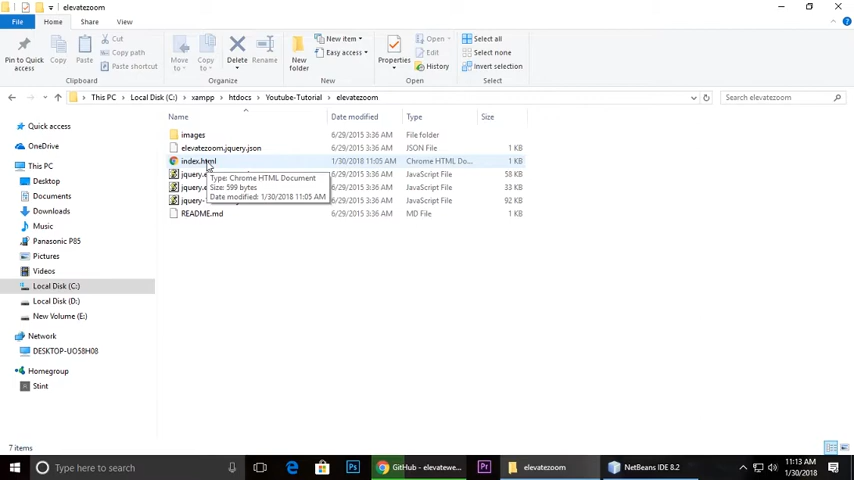 elevatezoom
File Home Share View
Pin to Quick access
Copy
Paste
Cut
Copy path
Paste shortcut
Clipboard
Move to
Copy to
Delete
Rename
Organize
New folder
New item
Easy access
New
Properties
Open
Edit
History
Open
Select all
Select none
Invert selection
Select
This PC > Local Disk (C:) > xampp > htdocs > Youtube-Tutorial > elevatezoom
Search elevatezoom
Name Date modified Type Size
Quick access
OneDrive
This PC
Desktop
Documents
Downloads
Music
Panasonic P85
Pictures
Videos
Local Disk (C:)
Local Disk (D:)
New Volume (E:)
Network
DESKTOP-UO58H08
Homegroup
Stint
images 6/29/2015 3:36 AM File folder
elevatezoom.jquery.json 6/29/2015 3:36 AM JSON File 1 KB
index.html 1/30/2018 11:05 AM Chrome HTML Do... 1 KB
jquery.e 6/29/2015 3:36 AM JavaScript File 58 KB
jquery.e 6/29/2015 3:36 AM JavaScript File 33 KB
jquery- 6/29/2015 3:36 AM JavaScript File 92 KB
README.md 6/29/2015 3:36 AM MD File 1 KB
Type: Chrome HTML Document
Size: 599 bytes
Date modified: 1/30/2018 11:05 AM
7 items
Type here to search
GitHub - elevatewe...
elevatezoom
NetBeans IDE 8.2
11:13 AM
1/30/2018